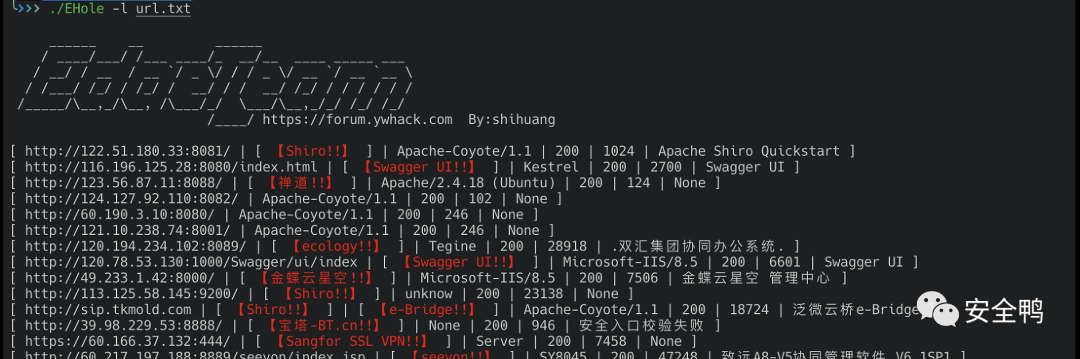 ╰››› ./EHole -l url.txt
EdgeTeam
https://forum.ywhack.com By:shihuang
[ http://122.51.180.33:8081/ | [ 【Shiro!!】 ] | Apache-Coyote/1.1 | 200 | 1024 | Apache Shiro Quickstart ]
[ http://116.196.125.28:8080/index.html | [ 【Swagger UI!!】 ] | Kestrel | 200 | 2700 | Swagger UI ]
[ http://123.56.87.11:8088/ | [ 【禅道!!】 ] | Apache/2.4.18 (Ubuntu) | 200 | 124 | None ]
[ http://124.127.92.110:8082/ | Apache-Coyote/1.1 | 200 | 102 | None ]
[ http://60.190.3.10:8080/ | Apache-Coyote/1.1 | 200 | 246 | None ]
[ http://121.10.238.74:8001/ | Apache-Coyote/1.1 | 200 | 246 | None ]
[ http://120.194.234.102:8089/ | [ 【ecology!!】 ] | Tegine | 200 | 28918 | .双汇集团协同办公系统. ]
[ http://120.78.53.130:1000/Swagger/ui/index | [ 【Swagger UI!!】 ] | Microsoft-IIS/8.5 | 200 | 6601 | Swagger UI ]
[ http://49.233.1.42:8000/ | [ 【金蝶云星空!!】 ] | Microsoft-IIS/8.5 | 200 | 7506 | 金蝶云星空 管理中心 ]
[ http://113.125.58.145:9200/ | [ 【Shiro!!】 ] | unknow | 200 | 23138 | None ]
[ http://sip.tkmold.com | [ 【Shiro!!】 ] | [ 【e-Bridge!!】 ] | Apache-Coyote/1.1 | 200 | 18724 | 泛微云桥e-Bridge
安全鸭
[ http://39.98.229.53:8888/ | [ 【宝塔-BT.cn!!】 ] | None | 200 | 946 | 安全入口校验失败 ]
[ https://60.166.37.132:444/ | [ 【Sangfor SSL VPN!!】 ] | Server | 200 | 7458 | None ]
[ http://60.217.197.188:8889/seeyon/index.jsp | [ 【seeyon!!】 ] | SY8045 | 200 | 47248 | 致远A8-V5协同管理软件 V6.1SP1